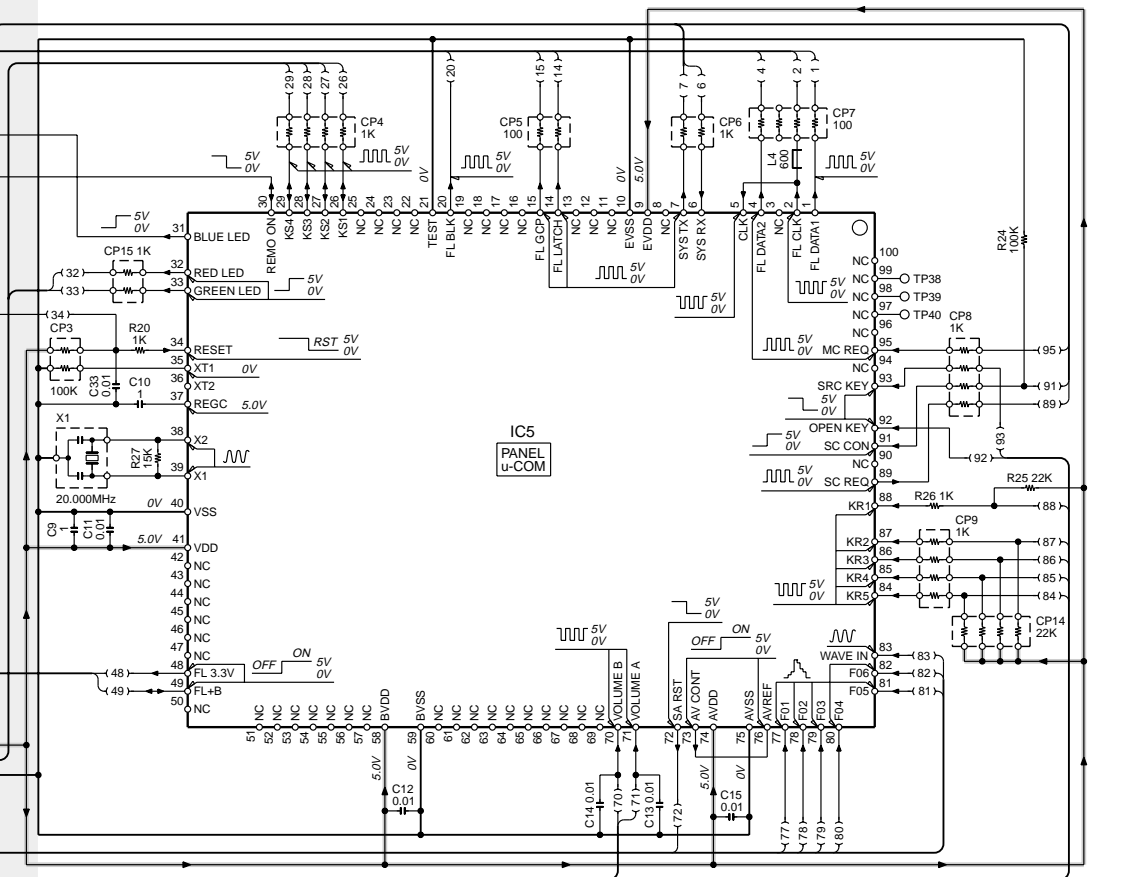 29
28
27
26
20
15
14
7
6
4
2
1
CP4
1K
CP5
100
CP6
1K
CP7
100
L4
600
5V
0V
5V
0V
0V
5V
0V
0V
5.0V
5V
0V
30
29
28
27
26
25
24
23
22
21
20
19
18
17
16
15
14
13
12
11
10
9
8
7
6
5
4
3
2
1
REMO ON
KS4
KS3
KS2
KS1
NC
NC
NC
NC
TEST
FL BLK
NC
NC
NC
NC
FL GCP
FL LATCH
NC
NC
NC
EVSS
EVDD
NC
SYS TX
SYS RX
CLK
FL DATA2
NC
FL CLK
FL DATA1
5V
0V
5V
0V
5V
0V
5V
0V
31
BLUE LED
CP15 1K
32
32
RED LED
33
33
GREEN LED
5V
0V
34
CP3
100K
R20
1K
34
RESET
RST
5V
0V
35
XT1
0V
36
XT2
C33
0.01
C10
1
37
REGC
5.0V
X1
20.000MHz
R27
15K
38
X2
39
X1
0V
40
VSS
C9
1
C11
0.01
5.0V
41
VDD
42
NC
43
NC
44
NC
45
NC
46
NC
47
NC
48
48
FL 3.3V
49
49
FL+B
50
NC
OFF
ON
5V
0V
IC5
PANEL
u-COM
R24
100K
100
NC
99
NC
TP38
98
NC
TP39
97
NC
TP40
96
NC
CP8
1K
5V
0V
95
MC REQ
95
94
NC
93
SRC KEY
91
89
5V
0V
92
OPEN KEY
93
92
5V
0V
91
SC CON
90
NC
5V
0V
89
SC REQ
R25 22K
88
KR1
R26 1K
88
CP9
1K
87
KR2
87
86
KR3
86
85
KR4
85
84
KR5
84
5V
0V
CP14
22K
83
WAVE IN
83
82
F06
82
81
F05
81
5V
0V
5V
0V
OFF
ON
5V
0V
NC
NC
NC
NC
NC
NC
NC
BVDD
BVSS
NC
NC
NC
NC
NC
NC
NC
NC
NC
NC
VOLUME B
VOLUME A
SA RST
AV CONT
AVDD
AVSS
AVREF
F01
F02
F03
F04
51
52
53
54
55
56
57
58
59
60
61
62
63
64
65
66
67
68
69
70
71
72
73
74
75
76
77
78
79
80
5.0V
0V
C12
0.01
C14 0.01
70
71
C13 0.01
72
5.0V
0V
C15
0.01
77
78
79
80